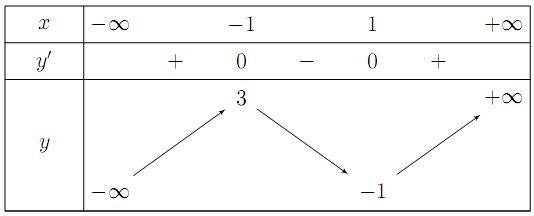 x −∞ −1 1 +∞
y′ + 0 − 0 +
3 +∞
y
−∞ −1